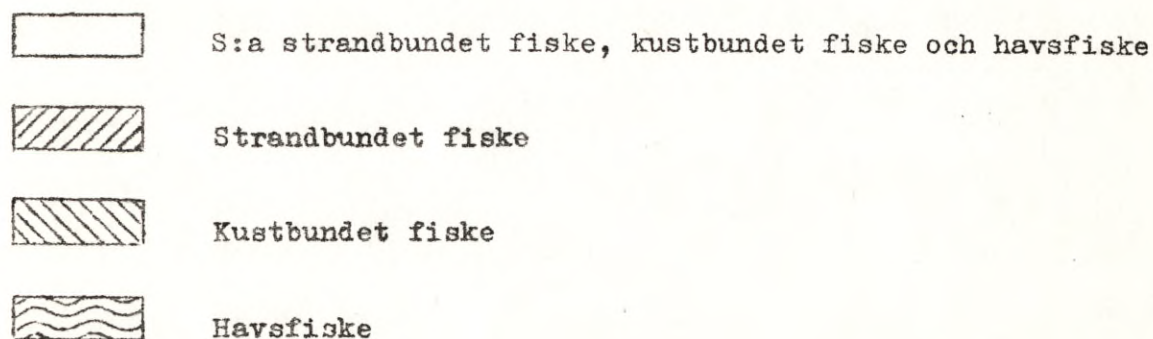 S:a strandbundet fiske, kustbundet fiske och havsfiske
Strandbundet fiske
Kustbundet fiske
Havsfiske